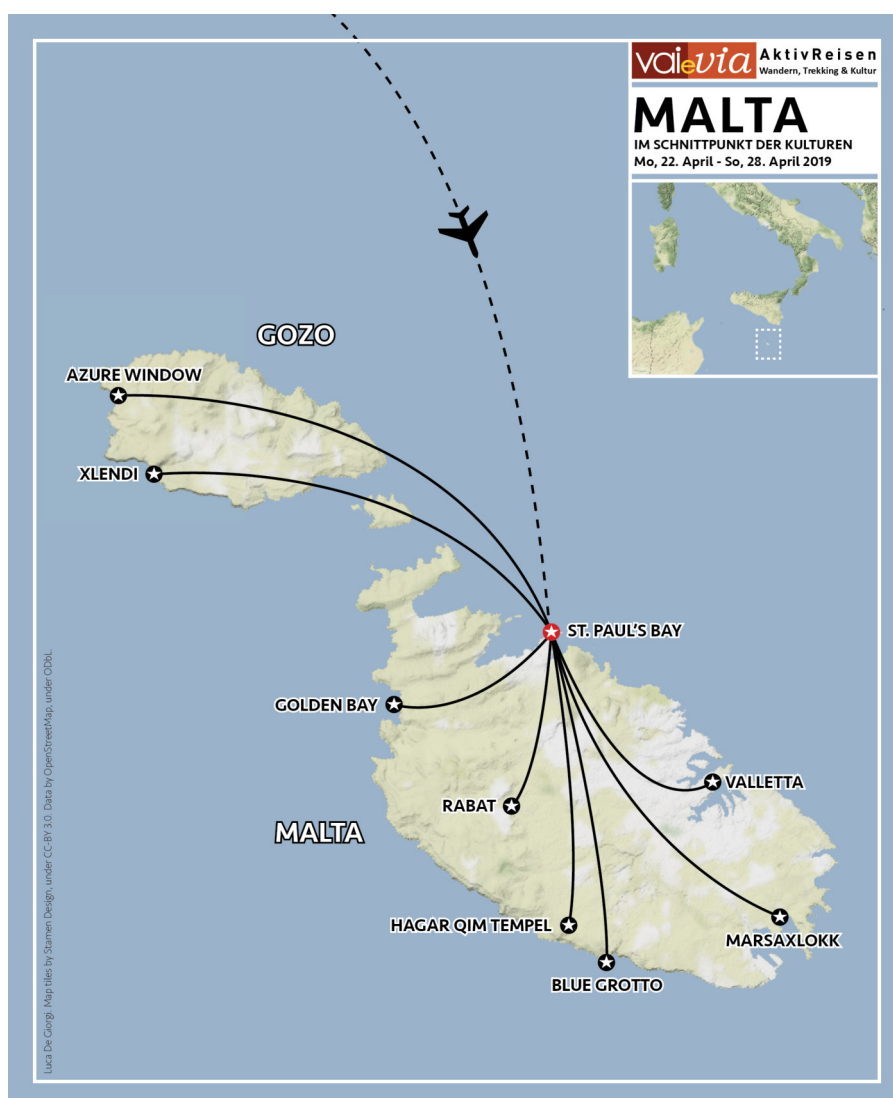 vaievia AktivReisen
Wandern, Trekking & Kultur
MALTA
IM SCHNITTPUNKT DER KULTUREN
Mo, 22. April - So, 28. April 2019
GOZO
AZURE WINDOW
XLENDI
ST. PAUL'S BAY
GOLDEN BAY
VALLETTA
RABAT
MALTA
HAGAR QIM TEMPEL
MARSAXLOKK
BLUE GROTTO
Luca De Giorgi. Map tiles by Stamen Design, under CC-BY 3.0. Data by OpenStreetMap, under ODbL.